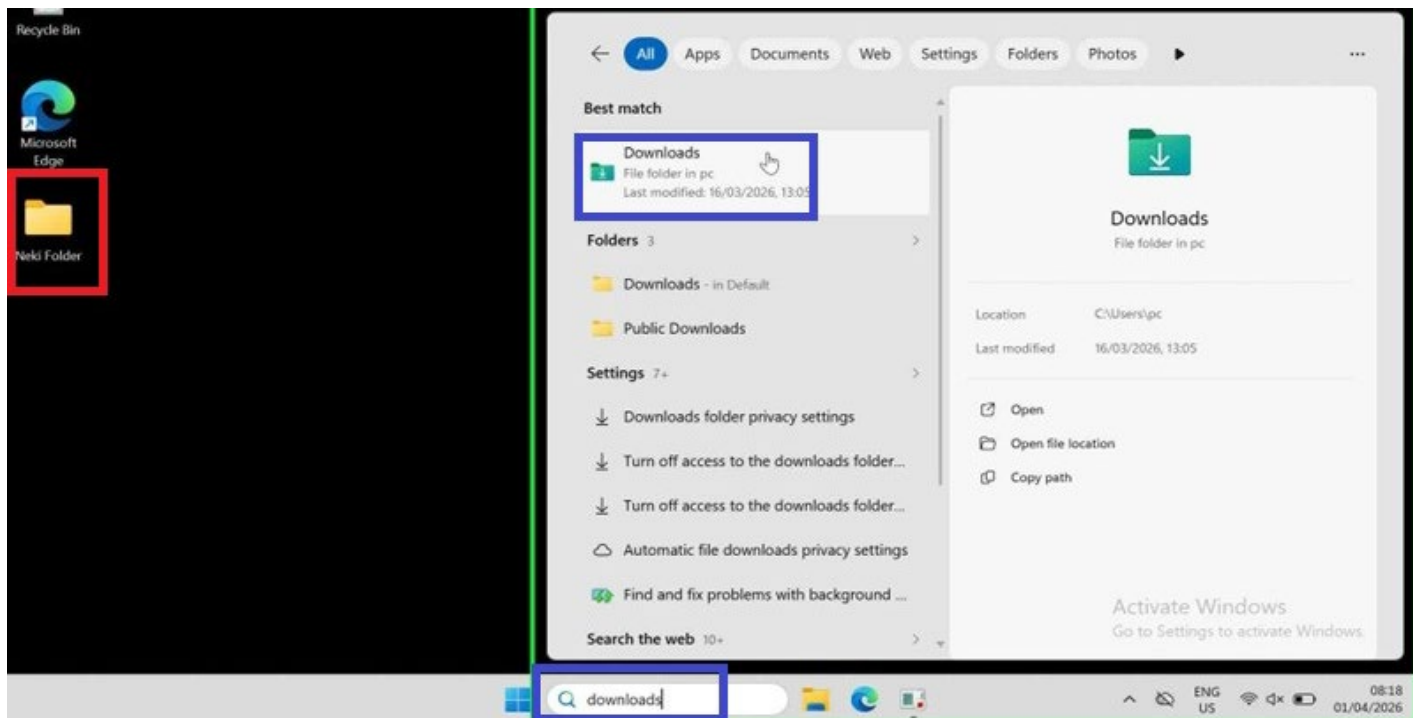 Recycle Bin
Microsoft
Edge
Neki Folder
All Apps Documents Web Settings Folders Photos
Best match
Downloads
File folder in pc
Last modified: 16/03/2026, 13:05
Folders 3
Downloads - in Default
Public Downloads
Settings 7+
Downloads folder privacy settings
Turn off access to the downloads folder...
Turn off access to the downloads folder...
Automatic file downloads privacy settings
Find and fix problems with background ...
Search the web 10+
Downloads
File folder in pc
Location C:\Users\pc
Last modified 16/03/2026, 13:05
Open
Open file location
Copy path
Activate Windows
Go to Settings to activate Windows.
downloads
ENG
US
08:18
01/04/2026